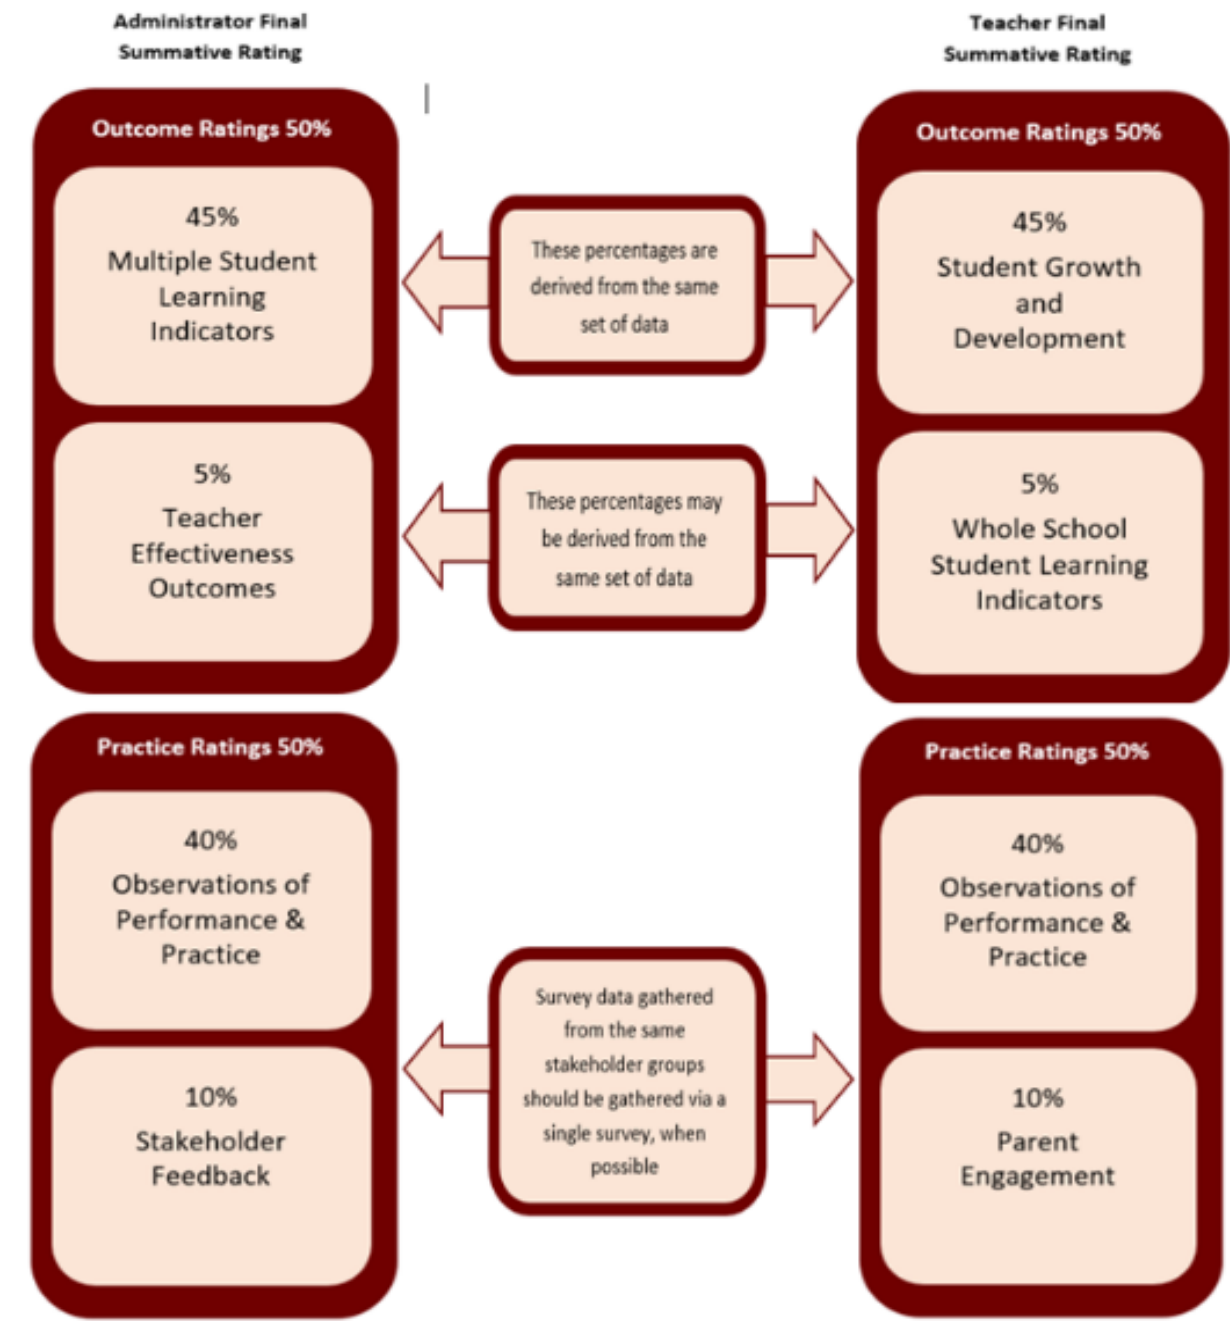 Administrator Final
Summative Rating
Outcome Ratings 50%
45%
Multiple Student
Learning
Indicators
5%
Teacher
Effectiveness
Outcomes
Practice Ratings 50%
40%
Observations of
Performance &
Practice
10%
Stakeholder
Feedback
These percentages are
derived from the same
set of data
These percentages may
be derived from the
same set of data
Survey data gathered
from the same
stakeholder groups
should be gathered via a
single survey, when
possible
Teacher Final
Summative Rating
Outcome Ratings 50%
45%
Student Growth
and
Development
5%
Whole School
Student Learning
Indicators
Practice Ratings 50%
40%
Observations of
Performance &
Practice
10%
Parent
Engagement